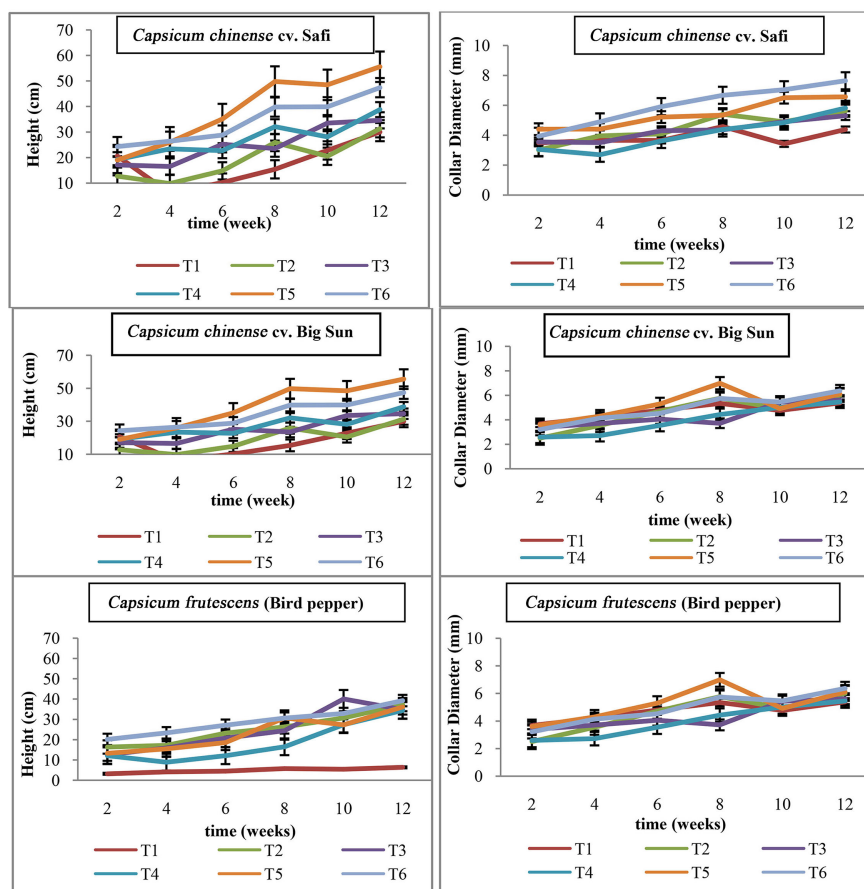 Capsicum chinense cv. Safi
Height (cm)
70
60
50
40
30
20
10
2 4 6 8 10 12
time (week)
T1 T2 T3
T4 T5 T6
Capsicum chinense cv. Safi
Collar Diameter (mm)
10
8
6
4
2
0
2 4 6 8 10 12
time (weeks)
T1 T2 T3
T4 T5 T6
Capsicum chinense cv. Big Sun
Height (cm)
70
50
30
10
2 4 6 8 10 12
time (week)
T1 T2 T3
T4 T5 T6
Capsicum chinense cv. Big Sun
Collar Diameter (mm)
10
8
6
4
2
0
2 4 6 8 10 12
time (week)
T1 T2 T3
T4 T5 T6
Capsicum frutescens (Bird pepper)
Height (cm)
70
60
50
40
30
20
10
0
2 4 6 8 10 12
time (weeks)
T1 T2 T3
T4 T5 T6
Capsicum frutescens (Bird pepper)
Collar Diameter (mm)
10
8
6
4
2
0
2 4 6 8 10 12
time (weeks)
T1 T2 T3
T4 T5 T6